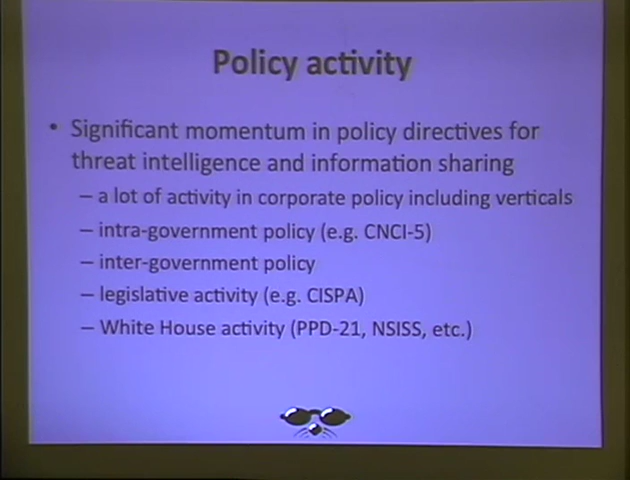 Policy activity
• Significant momentum in policy directives for
threat intelligence and information sharing
– a lot of activity in corporate policy including verticals
– intra-government policy (e.g. CNCI-5)
– inter-government policy
– legislative activity (e.g. CISPA)
– White House activity (PPD-21, NSISS, etc.)